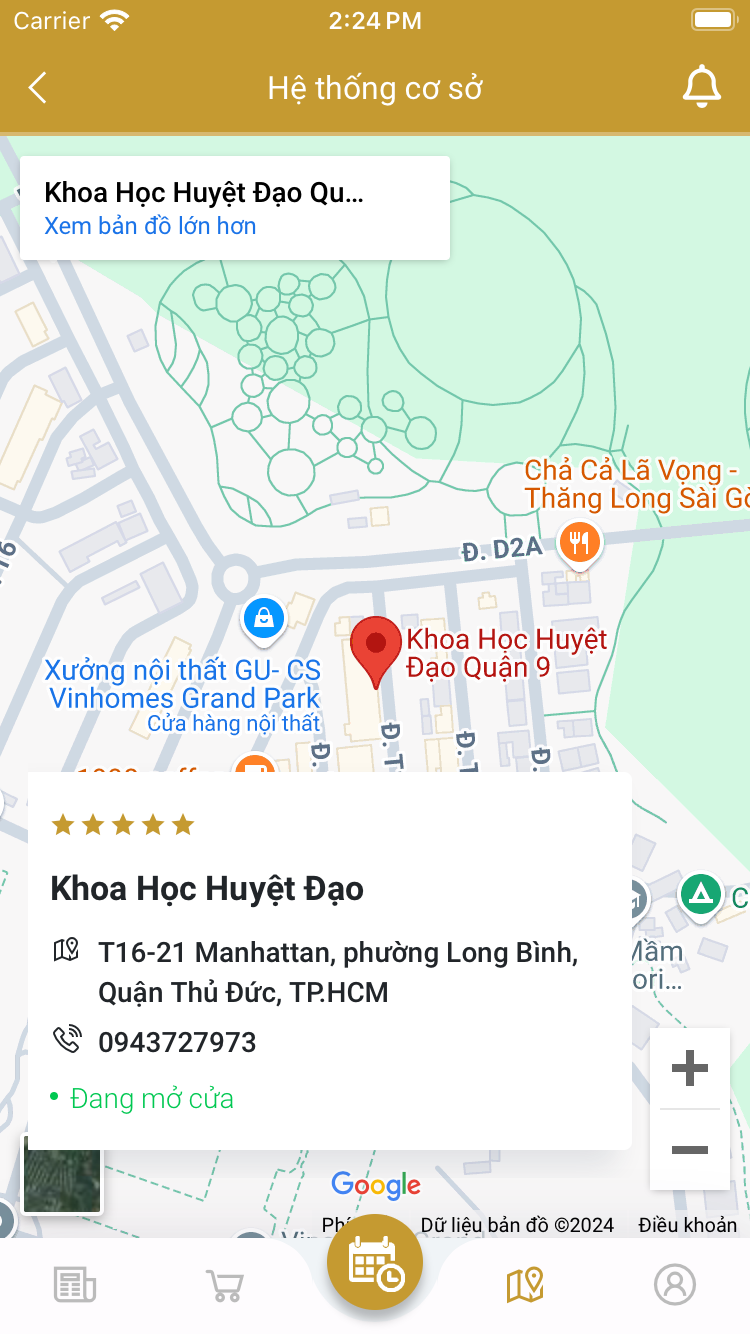 Carrier
2:24 PM
Hệ thống cơ sở
Khoa Học Huyệt Đạo Qu...
Xem bản đồ lớn hơn
Chả Cả Lã Vọng -
Thăng Long Sài Gò
Đ. D2A
Khoa Học Huyệt
Đạo Quận 9
Xưởng nội thất GU- CS
Vinhomes Grand Park
Cửa hàng nội thất
Khoa Học Huyệt Đạo
T16-21 Manhattan, phường Long Bình,
Quận Thủ Đức, TP.HCM
0943727973
Đang mở cửa
Mầm
ori...
Google
Dữ liệu bản đồ ©2024
Điều khoản